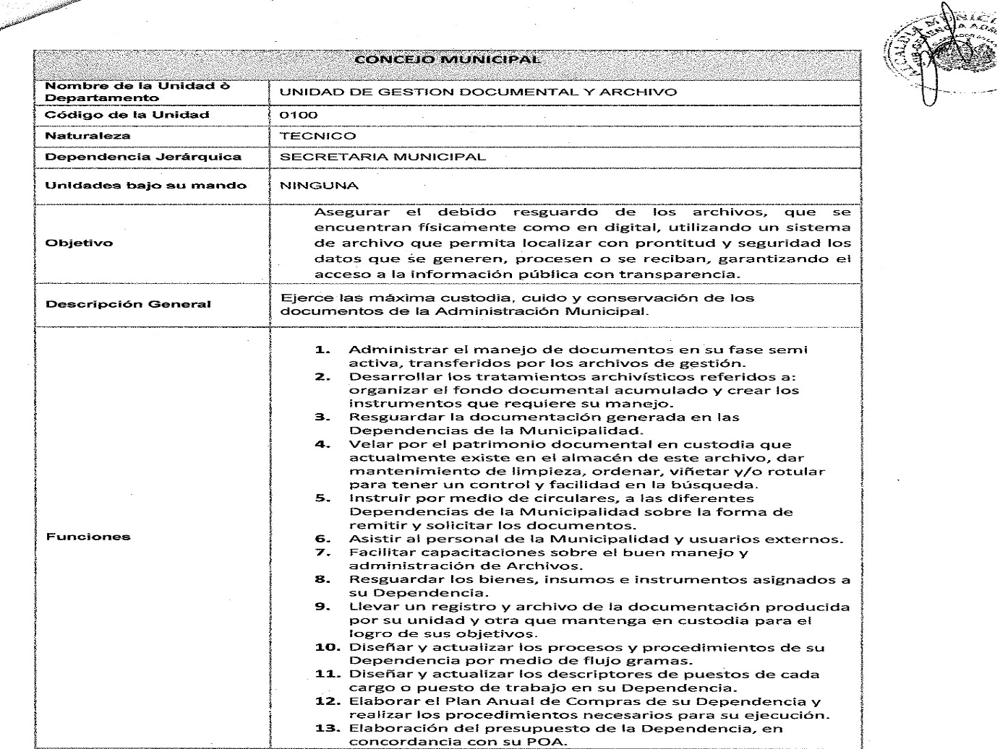 ALCALDIA MUNICI
SUB-GERENCIA ADM
CONCEJO MUNICIPAL
Nombre de la Unidad ò
Departamento
UNIDAD DE GESTION DOCUMENTAL Y ARCHIVO
Código de la Unidad
0100
Naturaleza
TECNICO
Dependencia Jerárquica
SECRETARIA MUNICIPAL
Unidades bajo su mando
NINGUNA
Objetivo
Asegurar el debido resguardo de los archivos, que se
encuentran físicamente como en digital, utilizando un sistema
de archivo que permita localizar con prontitud y seguridad los
datos que se generen, procesen o se reciban, garantizando el
acceso a la información pública con transparencia.
Descripción General
Ejerce las máxima custodia, cuido y conservación de los
documentos de la Administración Municipal.
Funciones
1. Administrar el manejo de documentos en su fase semi
activa, transferidos por los archivos de gestión.
2. Desarrollar los tratamientos archivísticos referidos a:
organizar el fondo documental acumulado y crear los
instrumentos que requiere su manejo.
3. Resguardar la documentación generada en las
Dependencias de la Municipalidad.
4. Velar por el patrimonio documental en custodia que
actualmente existe en el almacén de este archivo, dar
mantenimiento de limpieza, ordenar, viñetar y/o rotular
para tener un control y facilidad en la búsqueda.
5. Instruir por medio de circulares, a las diferentes
Dependencias de la Municipalidad sobre la forma de
remitir y solicitar los documentos.
6. Asistir al personal de la Municipalidad y usuarios externos.
7. Facilitar capacitaciones sobre el buen manejo y
administración de Archivos.
8. Resguardar los bienes, insumos e instrumentos asignados a
su Dependencia.
9. Llevar un registro y archivo de la documentación producida
por su unidad y otra que mantenga en custodia para el
logro de sus objetivos.
10. Diseñar y actualizar los procesos y procedimientos de su
Dependencia por medio de flujo gramas.
11. Diseñar y actualizar los descriptores de puestos de cada
cargo o puesto de trabajo en su Dependencia.
12. Elaborar el Plan Anual de Compras de su Dependencia y
realizar los procedimientos necesarios para su ejecución.
13. Elaboración del presupuesto de la Dependencia, en
concordancia con su POA.